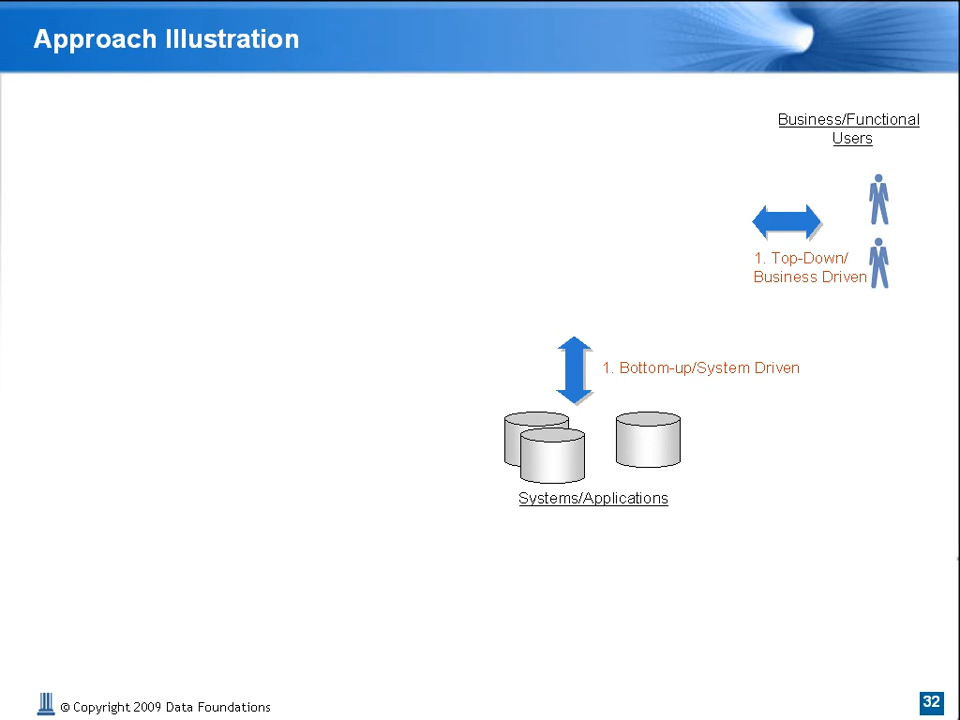 Approach Illustration
Business/Functional
Users
1. Top-Down/
Business Driven
1. Bottom-up/System Driven
Systems/Applications
© Copyright 2009 Data Foundations
32